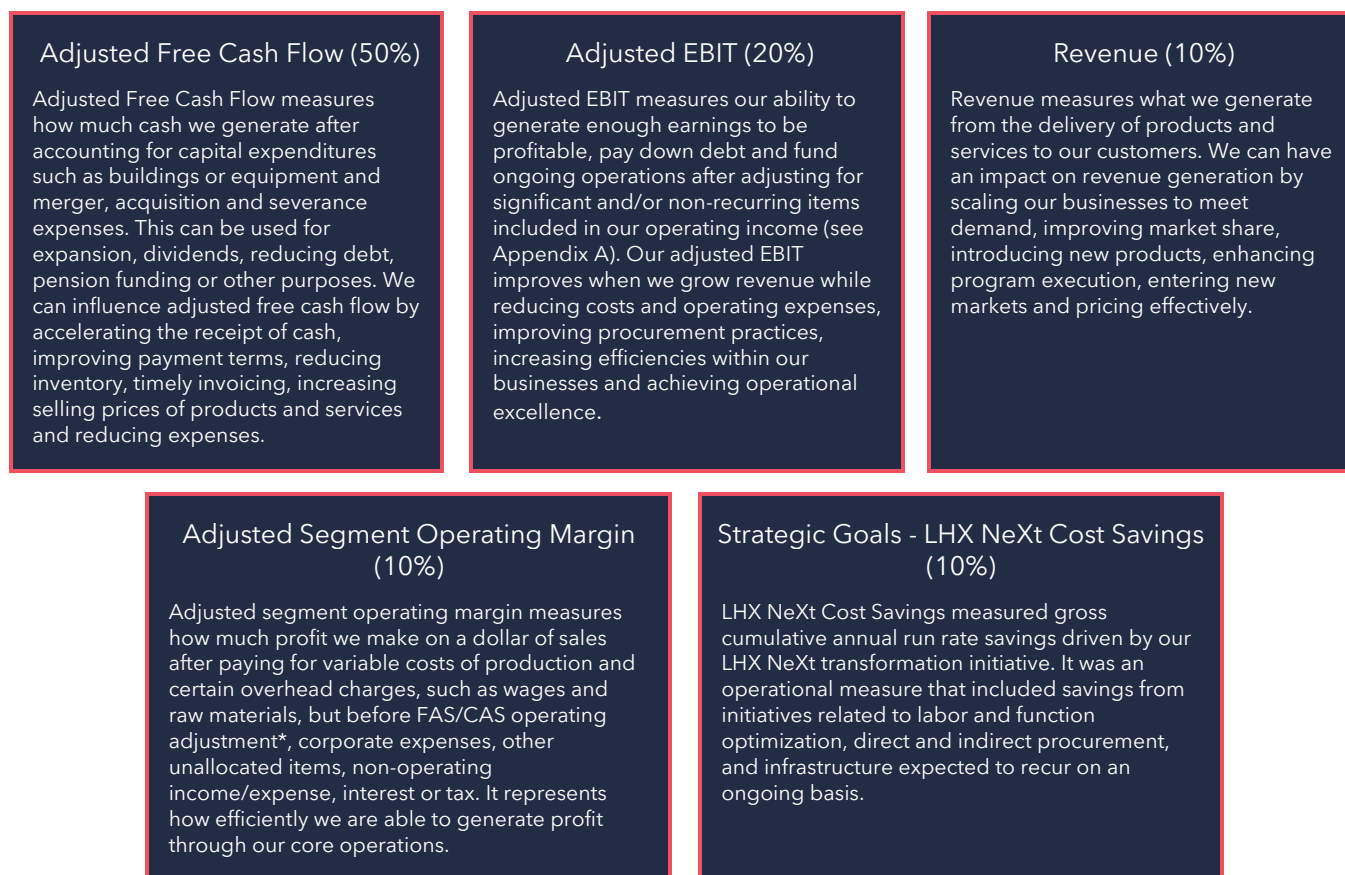 Adjusted Free Cash Flow (50%)
Adjusted Free Cash Flow measures
how much cash we generate after
accounting for capital expenditures
such as buildings or equipment and
merger, acquisition and severance
expenses. This can be used for
expansion, dividends, reducing debt,
pension funding or other purposes. We
can influence adjusted free cash flow by
accelerating the receipt of cash,
improving payment terms, reducing
inventory, timely invoicing, increasing
selling prices of products and services
and reducing expenses.
Adjusted EBIT (20%)
Adjusted EBIT measures our ability to
generate enough earnings to be
profitable, pay down debt and fund
ongoing operations after adjusting for
significant and/or non-recurring items
included in our operating income (see
Appendix A). Our adjusted EBIT
improves when we grow revenue while
reducing costs and operating expenses,
improving procurement practices,
increasing efficiencies within our
businesses and achieving operational
excellence.
Revenue (10%)
Revenue measures what we generate
from the delivery of products and
services to our customers. We can have
an impact on revenue generation by
scaling our businesses to meet
demand, improving market share,
introducing new products, enhancing
program execution, entering new
markets and pricing effectively.
Adjusted Segment Operating Margin
(10%)
Adjusted segment operating margin measures
how much profit we make on a dollar of sales
after paying for variable costs of production and
certain overhead charges, such as wages and
raw materials, but before FAS/CAS operating
adjustment*, corporate expenses, other
unallocated items, non-operating
income/expense, interest or tax. It represents
how efficiently we are able to generate profit
through our core operations.
Strategic Goals - LHX NeXt Cost Savings
(10%)
LHX NeXt Cost Savings measured gross
cumulative annual run rate savings driven by our
LHX NeXt transformation initiative. It was an
operational measure that included savings from
initiatives related to labor and function
optimization, direct and indirect procurement,
and infrastructure expected to recur on an
ongoing basis.